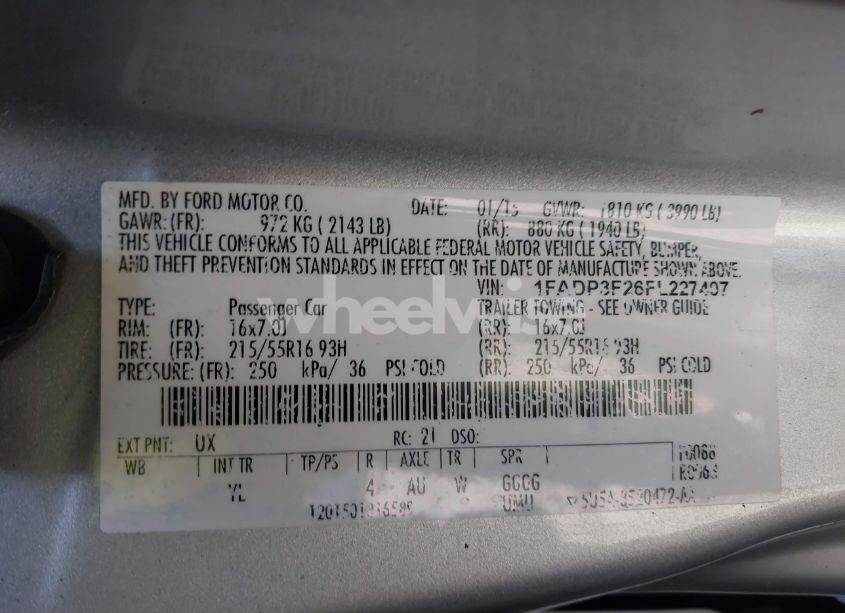 MFD. BY FORD MOTOR CO. DATE: 01/15 GVWR: 1810 KG ( 3990 LB)
GAWR: (FR): 972 KG ( 2143 LB) (RR): 880 KG ( 1940 LB)
THIS VEHICLE CONFORMS TO ALL APPLICABLE FEDERAL MOTOR VEHICLE SAFETY, BUMPER,
AND THEFT PREVENTION STANDARDS IN EFFECT ON THE DATE OF MANUFACTURE SHOWN ABOVE.
VIN: 1FADP3F26FL227407
TYPE: Passenger Car TRAILER TOWING - SEE OWNER GUIDE
RIM: (FR): 16x7.0J (RR): 16x7.0J
TIRE: (FR): 215/55R16 93H (RR): 215/55R16 93H
PRESSURE: (FR): 250 kPa/ 36 PSI COLD (RR): 250 kPa/ 36 PSI COLD
EXT PNT: UX RC: 21 DSO:
WB INT TR TP/PS R AXLE TR SPR
YL 4 AU W GGGG
UMU